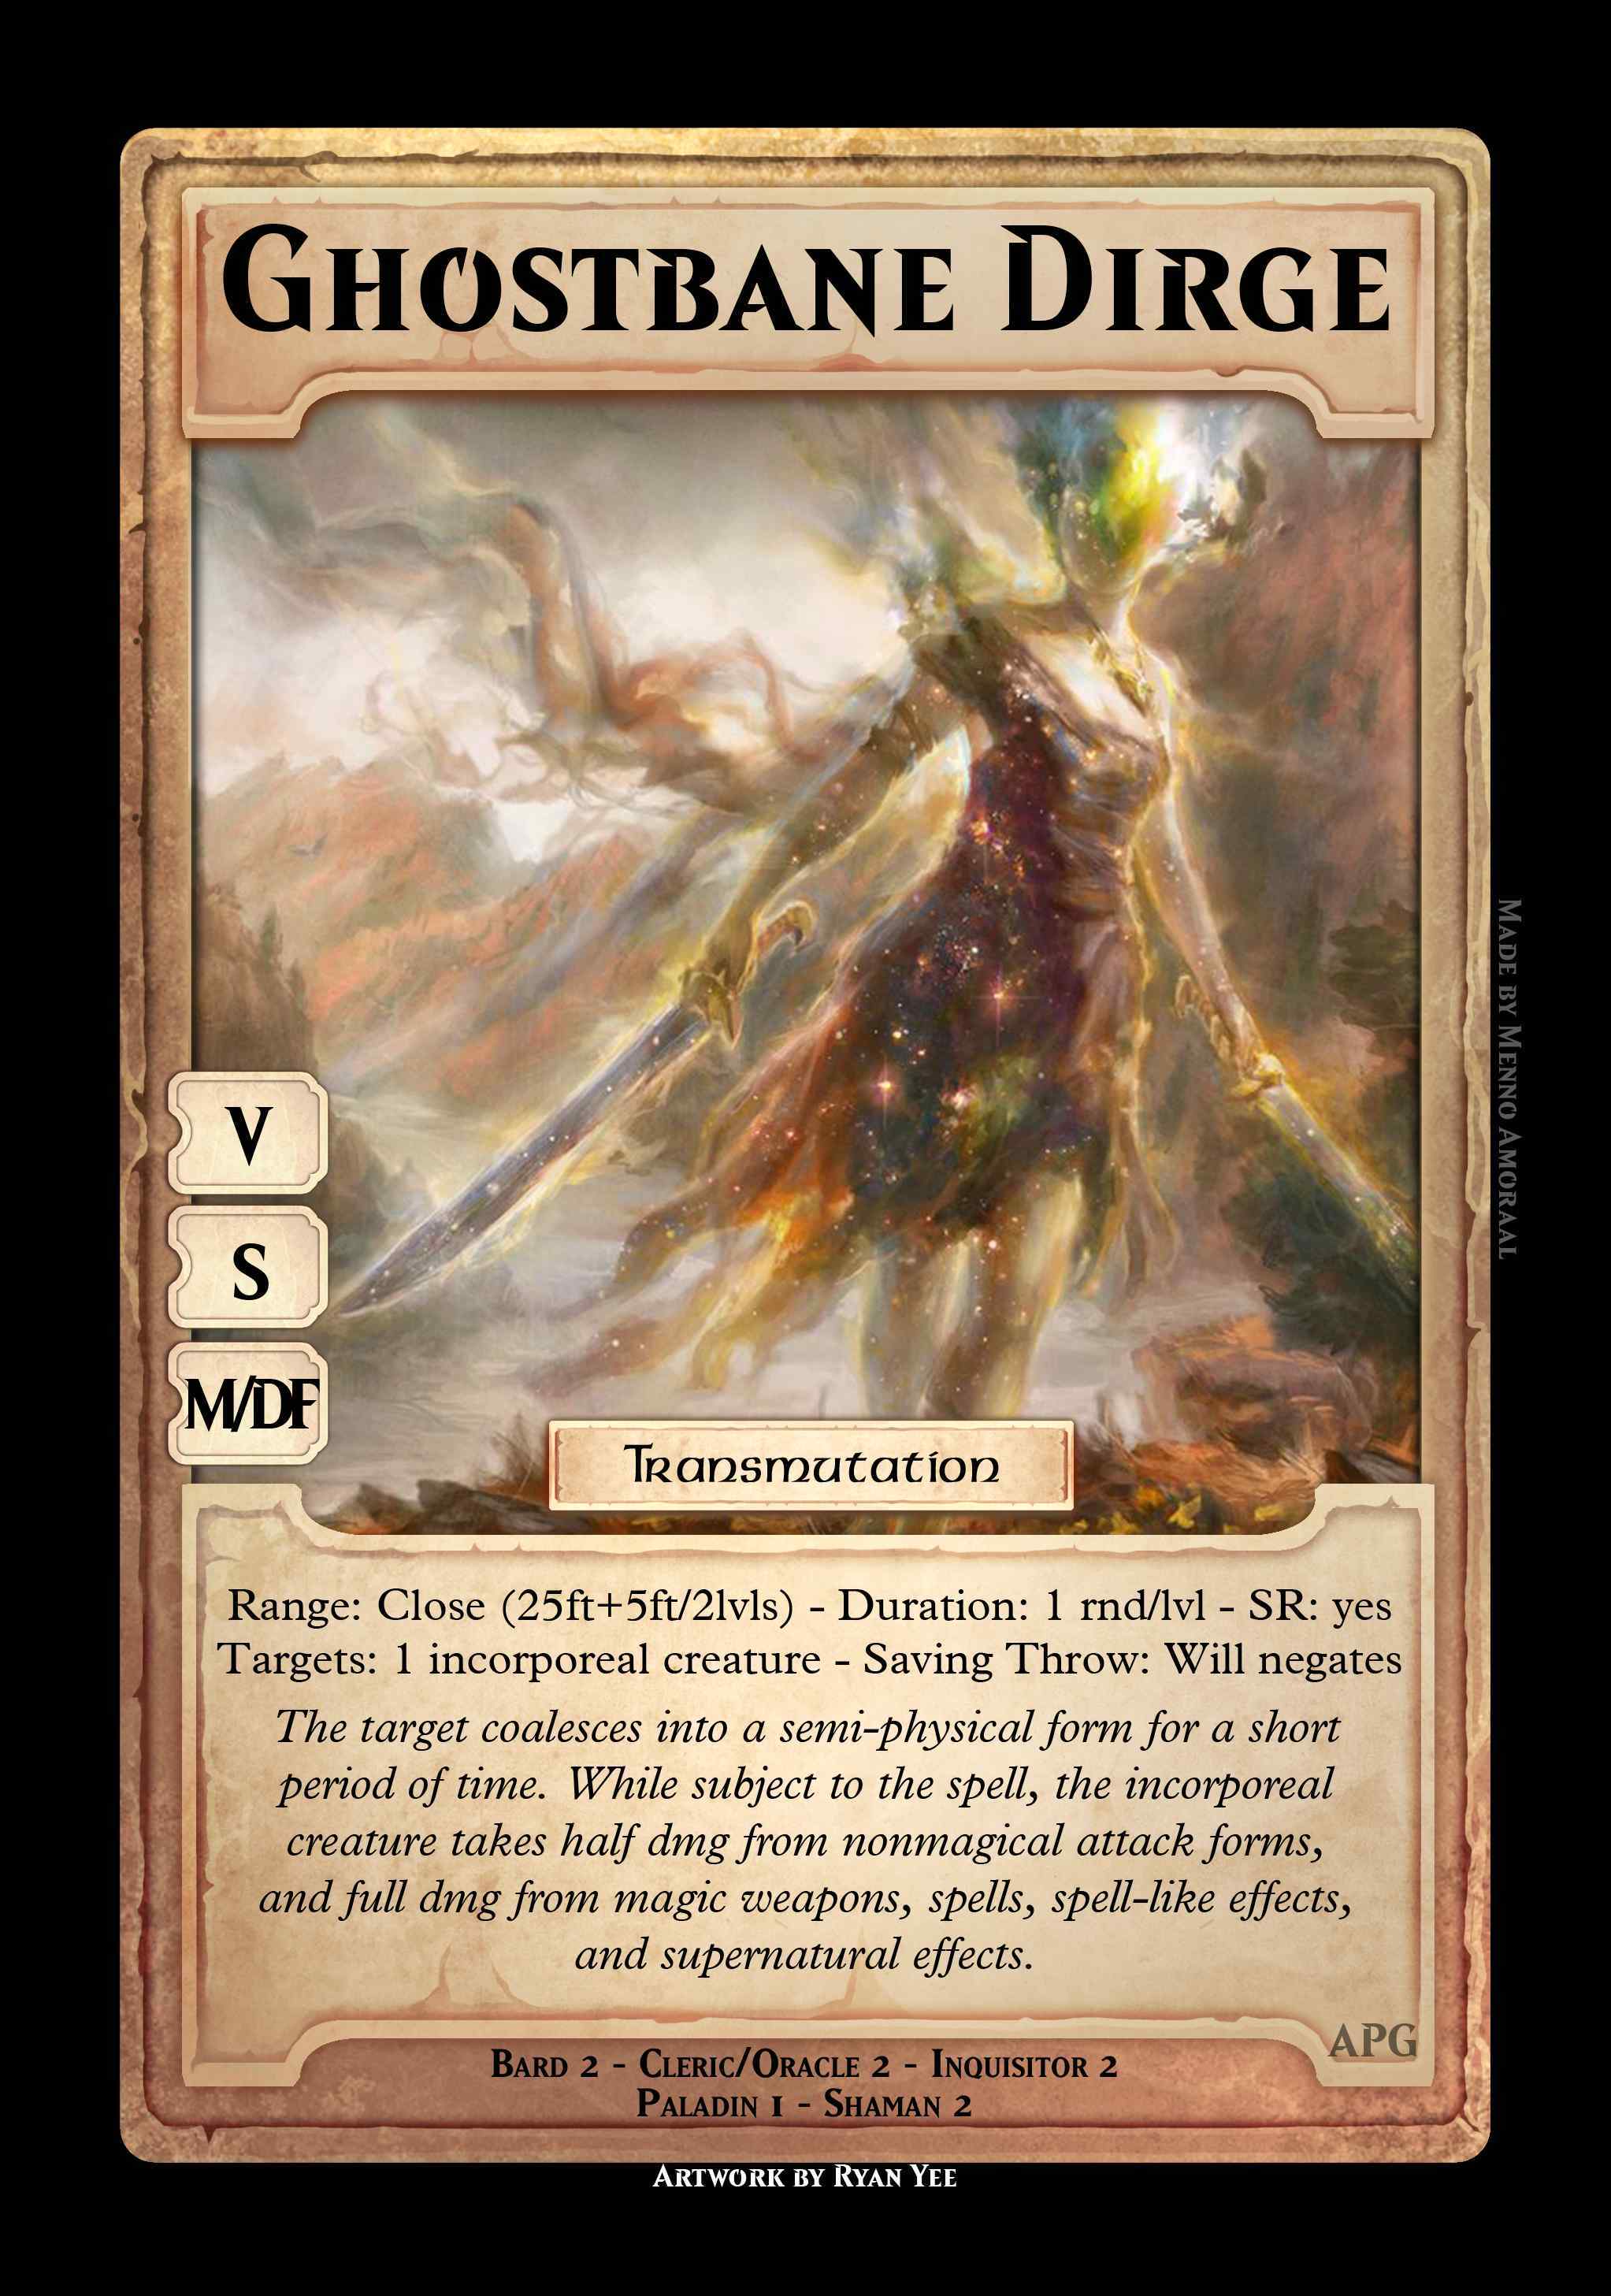 Ghostbane Dirge
V
S
M/DF
Transmutation
Range: Close (25ft+5ft/2lvls) - Duration: 1 rnd/lvl - SR: yes
Targets: 1 incorporeal creature - Saving Throw: Will negates
The target coalesces into a semi-physical form for a short
period of time. While subject to the spell, the incorporeal
creature takes half dmg from nonmagical attack forms,
and full dmg from magic weapons, spells, spell-like effects,
and supernatural effects.
APG
Bard 2 - Cleric/Oracle 2 - Inquisitor 2
Paladin 1 - Shaman 2
Artwork by Ryan Yee
Made by Menno Amoraal